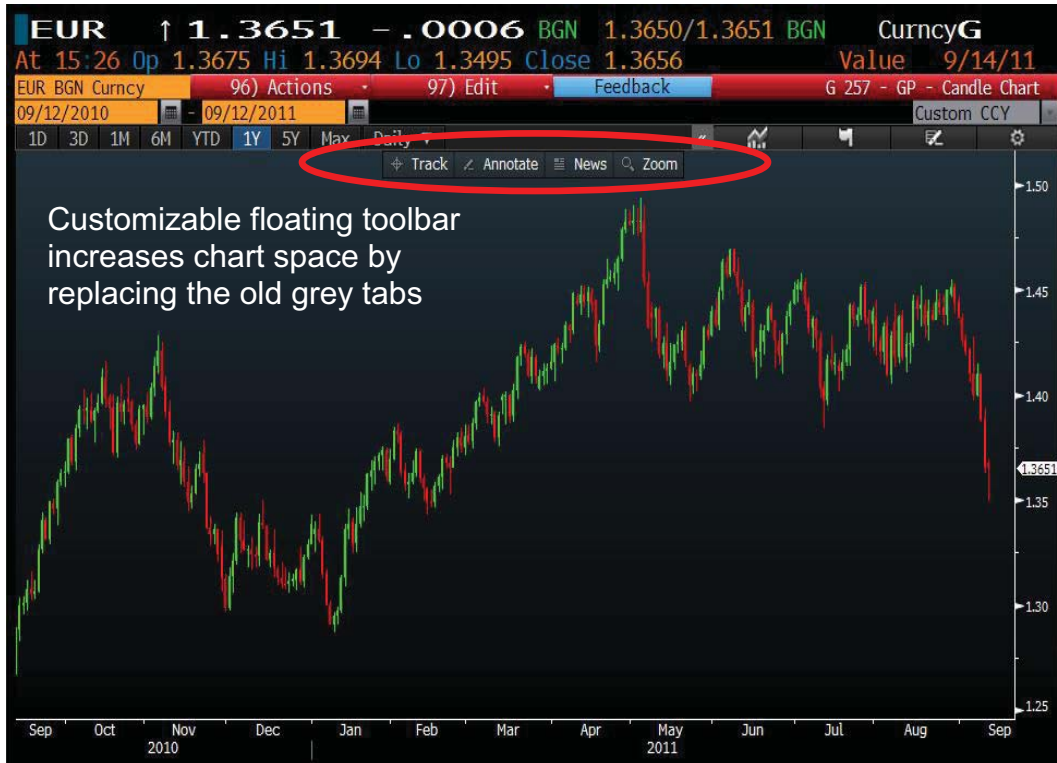 EUR ↑ 1.3651 -.0006 BGN 1.3650/1.3651 BGN CurncyG
At 15:26 Op 1.3675 Hi 1.3694 Lo 1.3495 Close 1.3656 Value 9/14/11
EUR BGN Curncy 96) Actions 97) Edit Feedback G 257 - GP - Candle Chart
09/12/2010 - 09/12/2011 Custom CCY
1D 3D 1M 6M YTD 1Y 5Y Max Daily ▼ «
Track Annotate News Zoom
Customizable floating toolbar
increases chart space by
replacing the old grey tabs
1.50
1.45
1.40
1.3651
1.35
1.30
1.25
Sep Oct Nov Dec Jan Feb Mar Apr May Jun Jul Aug Sep
2010 2011